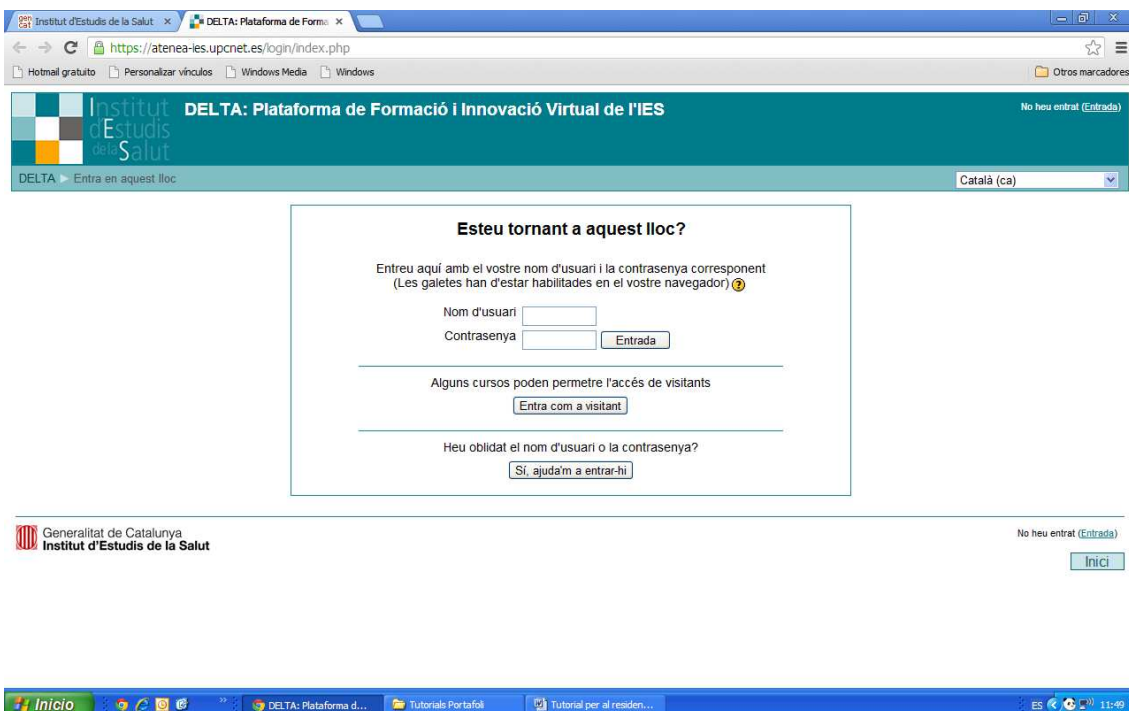 gen cat Institut d'Estudis de la Salut × DELTA: Plataforma de Forma ×
https://atenea-ies.upcnet.es/login/index.php
Hotmail gratuito Personalizar vínculos Windows Media Windows Otros marcadores
Institut d'Estudis de la Salut
DELTA: Plataforma de Formació i Innovació Virtual de l'IES
No heu entrat (Entrada)
DELTA Entra en aquest lloc
Català (ca)
Esteu tornant a aquest lloc?
Entreu aquí amb el vostre nom d'usuari i la contrasenya corresponent
(Les galetes han d'estar habilitades en el vostre navegador) ?
Nom d'usuari
Contrasenya Entrada
Alguns cursos poden permetre l'accés de visitants
Entra com a visitant
Heu oblidat el nom d'usuari o la contrasenya?
Sí, ajuda'm a entrar-hi
Generalitat de Catalunya
Institut d'Estudis de la Salut
No heu entrat (Entrada)
Inici
Inicio DELTA: Plataforma d... Tutorials Portafoli Tutorial per al residen... ES 11:49